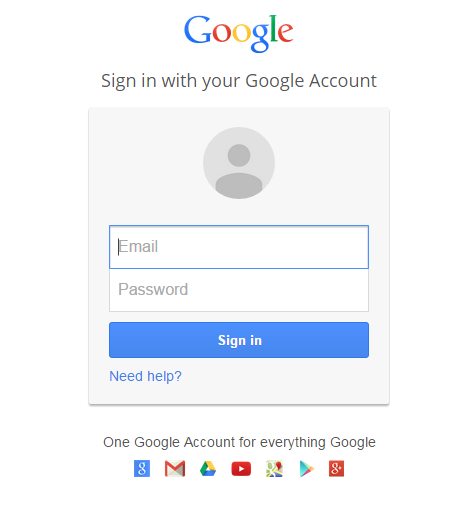 Google
Sign in with your Google Account
Email
Password
Sign in
Need help?
One Google Account for everything Google